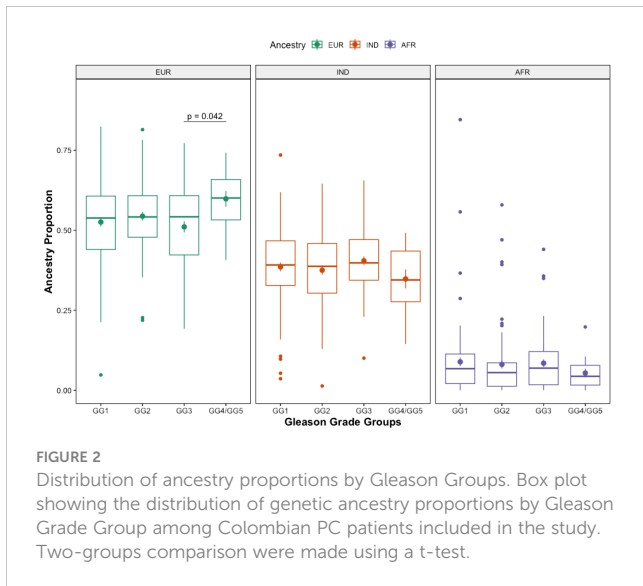 Ancestry EUR IND AFR
EUR IND AFR
p = 0.042
Ancestry Proportion
0.75
0.50
0.25
0.00
GG1 GG2 GG3 GG4/GG5 GG1 GG2 GG3 GG4/GG5 GG1 GG2 GG3 GG4/GG5
Gleason Grade Groups
FIGURE 2
Distribution of ancestry proportions by Gleason Groups. Box plot
showing the distribution of genetic ancestry proportions by Gleason
Grade Group among Colombian PC patients included in the study.
Two-groups comparison were made using a t-test.